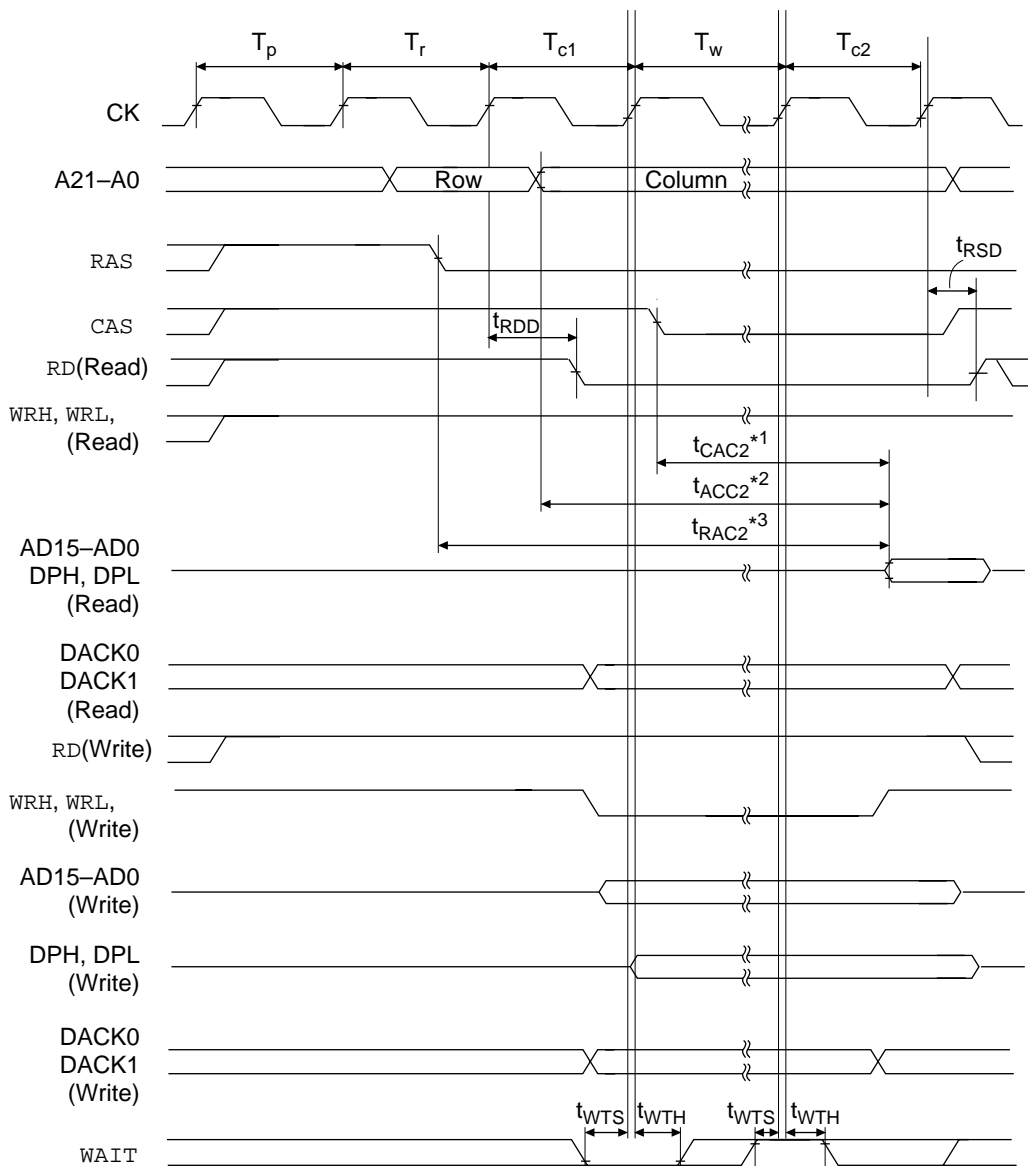 Tp Tr Tc1 Tw Tc2
CK
A21–A0 Row Column
RAS
tRSD
CAS
tRDD
RD(Read)
WRH, WRL,
(Read)
tCAC2*1
tACC2*2
tRAC2*3
AD15–AD0
DPH, DPL
(Read)
DACK0
DACK1
(Read)
RD(Write)
WRH, WRL,
(Write)
AD15–AD0
(Write)
DPH, DPL
(Write)
DACK0
DACK1
(Write)
tWTS tWTH tWTS tWTH
WAIT